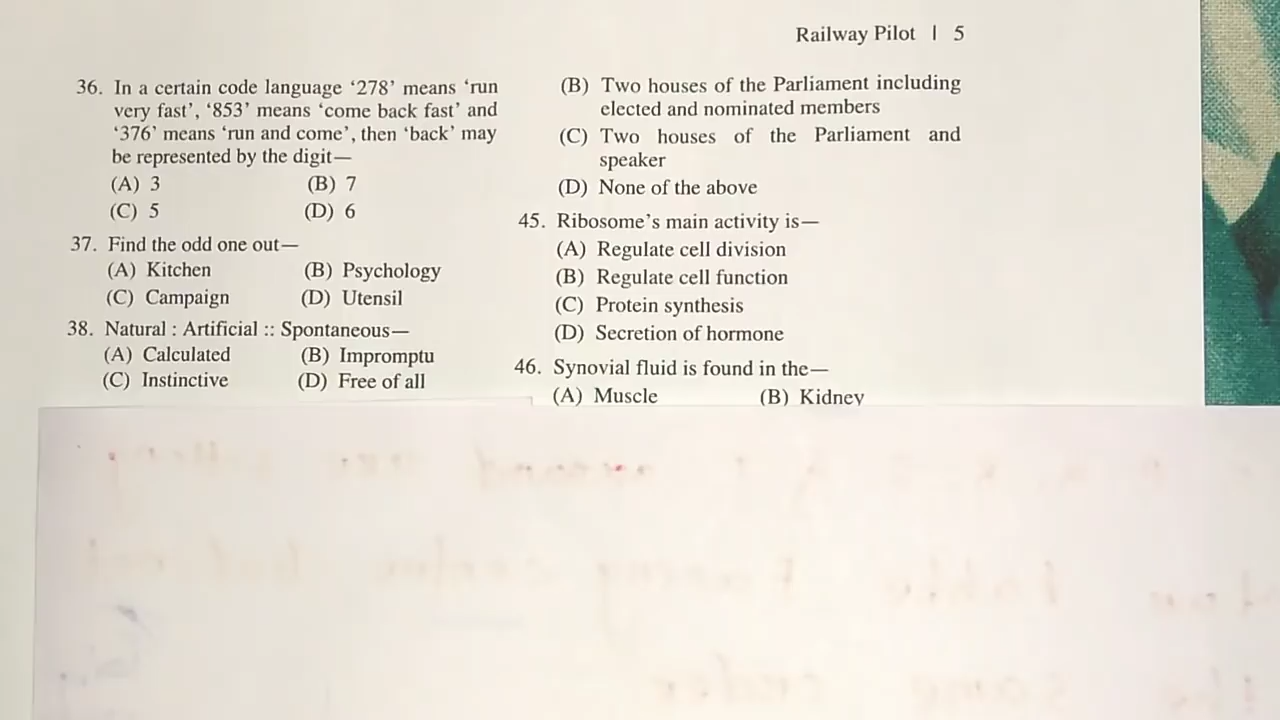 Railway Pilot | 5
36. In a certain code language ‘278’ means ‘run
very fast’, ‘853’ means ‘come back fast’ and
‘376’ means ‘run and come’, then ‘back’ may
be represented by the digit—
(A) 3 (B) 7
(C) 5 (D) 6
37. Find the odd one out—
(A) Kitchen (B) Psychology
(C) Campaign (D) Utensil
38. Natural : Artificial :: Spontaneous—
(A) Calculated (B) Impromptu
(C) Instinctive (D) Free of all
(B) Two houses of the Parliament including
elected and nominated members
(C) Two houses of the Parliament and
speaker
(D) None of the above
45. Ribosome’s main activity is—
(A) Regulate cell division
(B) Regulate cell function
(C) Protein synthesis
(D) Secretion of hormone
46. Synovial fluid is found in the—
(A) Muscle (B) Kidney